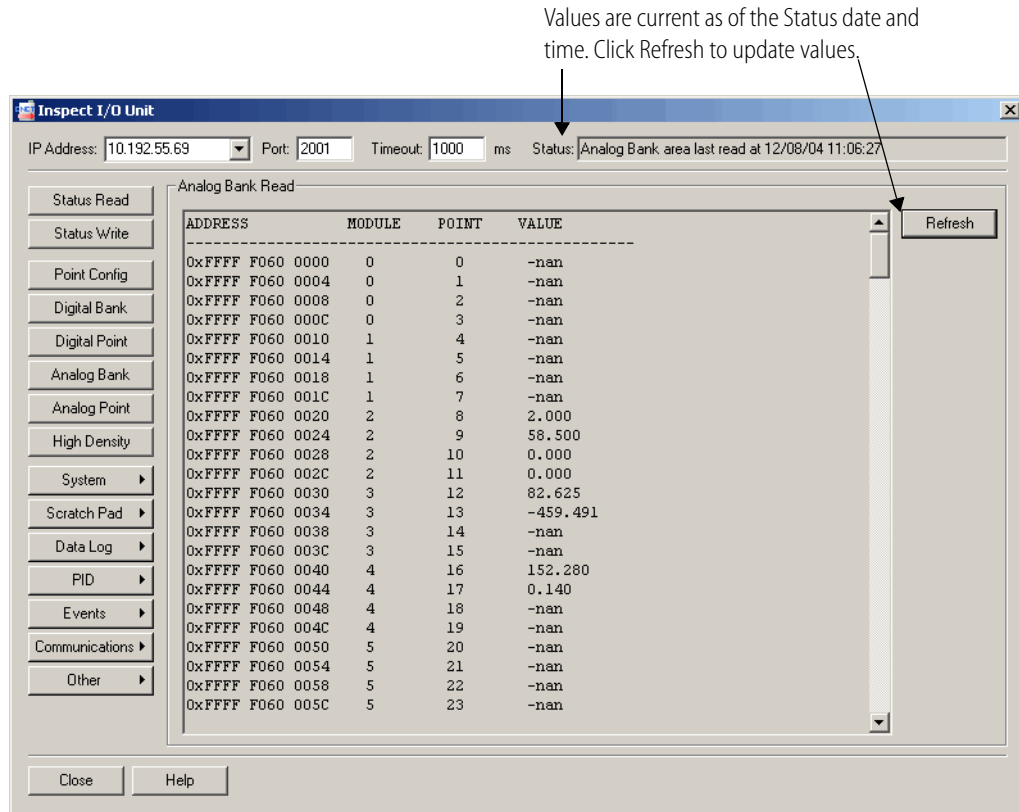 Values are current as of the Status date and
time. Click Refresh to update values.
Inspect I/O Unit
IP Address: 10.192.55.69 Port: 2001 Timeout: 1000 ms Status: Analog Bank area last read at 12/08/04 11:06:27
Status Read
Status Write
Point Config
Digital Bank
Digital Point
Analog Bank
Analog Point
High Density
System
Scratch Pad
Data Log
PID
Events
Communications
Other
Analog Bank Read
ADDRESS MODULE POINT VALUE
------------------------------------------------------
0xFFFF F060 0000 0 0 -nan
0xFFFF F060 0004 0 1 -nan
0xFFFF F060 0008 0 2 -nan
0xFFFF F060 000C 0 3 -nan
0xFFFF F060 0010 1 4 -nan
0xFFFF F060 0014 1 5 -nan
0xFFFF F060 0018 1 6 -nan
0xFFFF F060 001C 1 7 -nan
0xFFFF F060 0020 2 8 2.000
0xFFFF F060 0024 2 9 58.500
0xFFFF F060 0028 2 10 0.000
0xFFFF F060 002C 2 11 0.000
0xFFFF F060 0030 3 12 82.625
0xFFFF F060 0034 3 13 -459.491
0xFFFF F060 0038 3 14 -nan
0xFFFF F060 003C 3 15 -nan
0xFFFF F060 0040 4 16 152.280
0xFFFF F060 0044 4 17 0.140
0xFFFF F060 0048 4 18 -nan
0xFFFF F060 004C 4 19 -nan
0xFFFF F060 0050 5 20 -nan
0xFFFF F060 0054 5 21 -nan
0xFFFF F060 0058 5 22 -nan
0xFFFF F060 005C 5 23 -nan
Refresh
Close Help